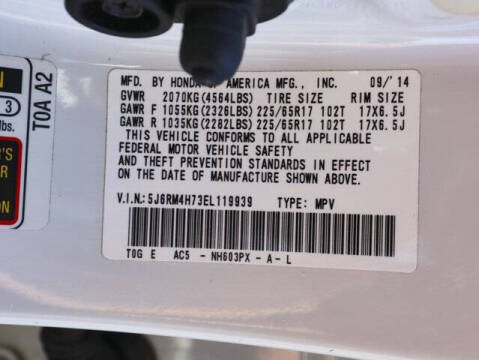 MFD. BY HONDA OF AMERICA MFG., INC. 09/'14
GVWR 2070KG(4564LBS) TIRE SIZE RIM SIZE
GAWR F 1055KG(2326LBS) 225/65R17 102T 17X6.5J
GAWR R 1035KG(2282LBS) 225/65R17 102T 17X6.5J
THIS VEHICLE CONFORMS TO ALL APPLICABLE
FEDERAL MOTOR VEHICLE SAFETY
AND THEFT PREVENTION STANDARDS IN EFFECT
ON THE DATE OF MANUFACTURE SHOWN ABOVE.
V.I.N.: 5J6RM4H73EL119939 TYPE: MPV
T0G E AC5 - NH603PX - A - L
T0A A2
3
lbs.